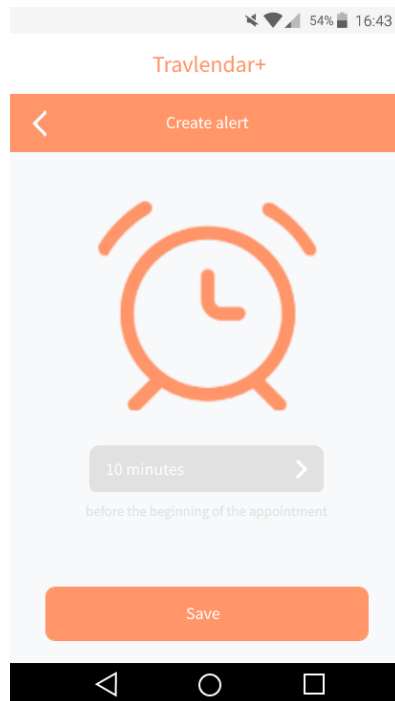 54% 16:43
Travlendar+
Create alert
10 minutes
before the beginning of the appointment
Save